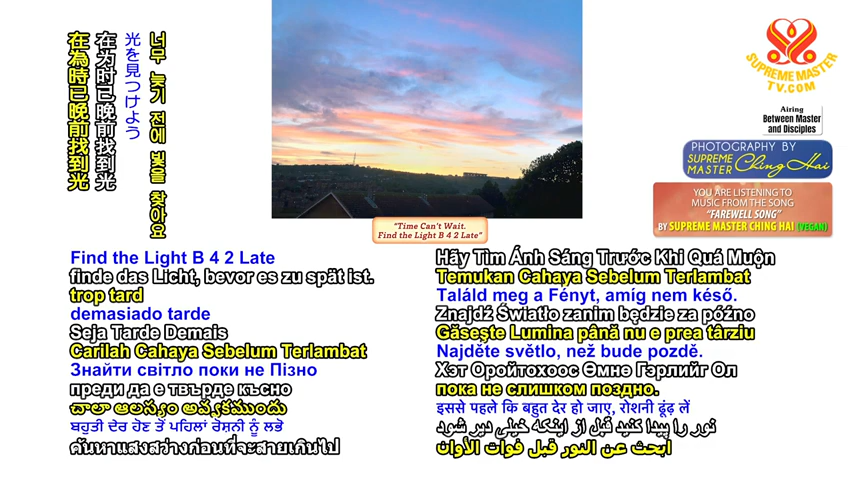 在為時已晚前找到光
在为时已晚前找到光
光を見つけよう
너무 늦기 전에 빛을 찾아요
SUPREME MASTER
TV.COM
Airing
Between Master
and Disciples
PHOTOGRAPHY BY
SUPREME
MASTER Ching Hai
YOU ARE LISTENING TO
MUSIC FROM THE SONG
"FAREWELL SONG"
BY SUPREME MASTER CHING HAI (VEGAN)
"Time Can't Wait.
Find the Light B 4 2 Late"
Find the Light B 4 2 Late
finde das Licht, bevor es zu spät ist.
trop tard
demasiado tarde
Seja Tarde Demais
Carilah Cahaya Sebelum Terlambat
Знайти світло поки не Пізно
преди да е твърде късно
చాలా ఆలస్యం అవ్వకముందు
ਬਹੁਤੀ ਦੇਰ ਹੋਣ ਤੋਂ ਪਹਿਲਾਂ ਰੋਸ਼ਨੀ ਨੂੰ ਲਭੋ
ค้นหาแสงสว่างก่อนที่จะสายเกินไป
Hãy Tìm Ánh Sáng Trước Khi Quá Muộn
Temukan Cahaya Sebelum Terlambat
Találd meg a Fényt, amíg nem késő.
Znajdź Światło zanim będzie za późno
Găseşte Lumina până nu e prea târziu
Najděte světlo, než bude pozdě.
Хэт Оройтохоос Өмнө Гэрлийг Ол
пока не слишком поздно.
इससे पहले कि बहुत देर हो जाए, रोशनी ढूंढ़ लें
نور را پیدا کنید قبل از اینکه خیلی دیر شود
ابحث عن النور قبل فوات الأوان